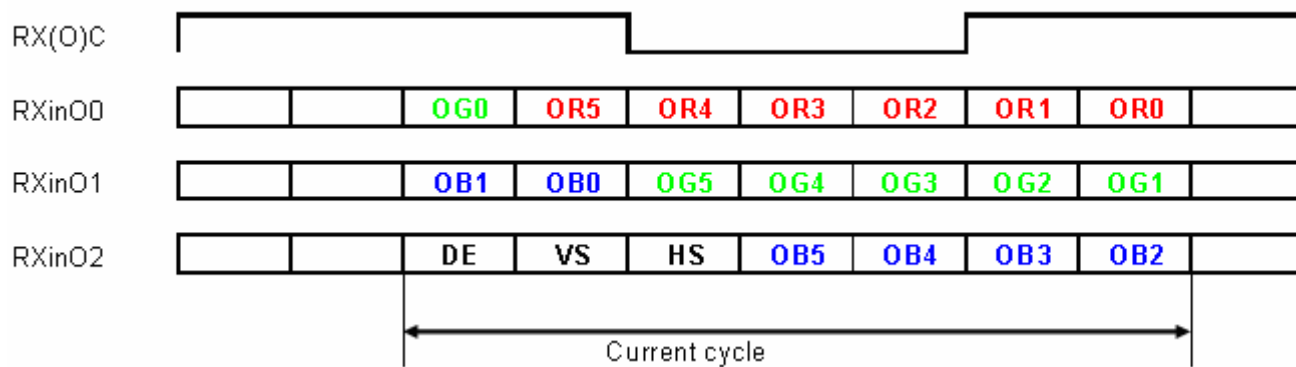 RX(O)C
RXinO0 OG0 OR5 OR4 OR3 OR2 OR1 OR0
RXinO1 OB1 OB0 OG5 OG4 OG3 OG2 OG1
RXinO2 DE VS HS OB5 OB4 OB3 OB2
Current cycle